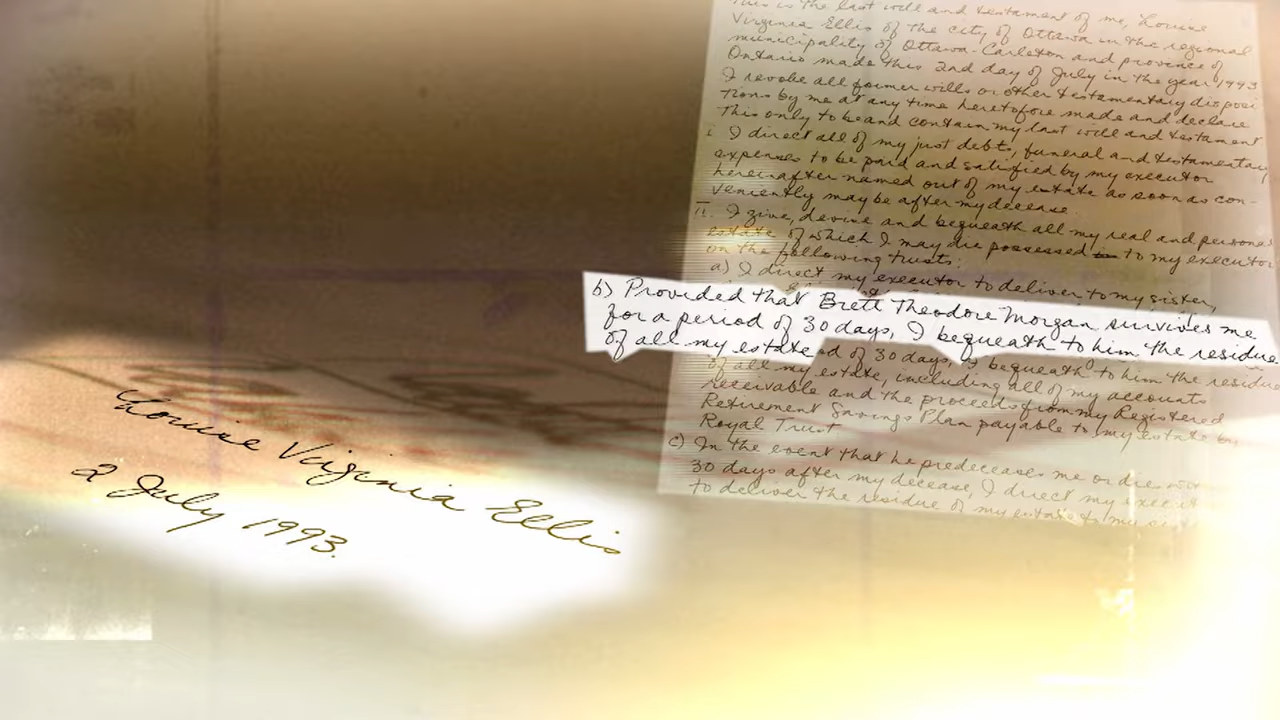 This is the last will and testament of me, Louise
Virginia Ellis of the city of Ottawa in the regional
municipality of Ottawa-Carleton and province of
Ontario made this 2nd day of July in the year 1993
I revoke all former wills or other testamentary disposi
tions by me at any time heretofore made and declare
this only to be and contain my last will and testament
i. I direct all of my just debts, funeral and testamentary
expenses to be paid and satisfied by my executor
hereinafter named out of my estate as soon as con-
veniently may be after my decease.
ii. I give, devise and bequeath all my real and personal
estate of which I may die possessed to my executor
on the following trusts:
a) I direct my executor to deliver to my sister,
b) Provided that Brett Theodore Morgan survives me
for a period of 30 days, I bequeath to him the residue
of all my estate
ed of 30 days, I bequeath to him the residue
of all my estate, including all of my accounts
receivable and the proceeds from my Registered
Retirement Savings Plan payable to my estate by
Royal Trust
c) In the event that he predeceases me or dies
30 days after my decease, I direct my
to deliver the residue of my estate to my
Louise Virginia Ellis
2 July 1993.